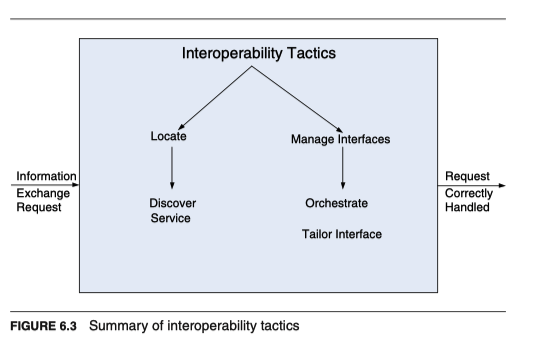 Interoperability Tactics
Locate
Manage Interfaces
Information
Exchange
Request
Discover
Service
Orchestrate
Tailor Interface
Request
Correctly
Handled
FIGURE 6.3 Summary of interoperability tactics